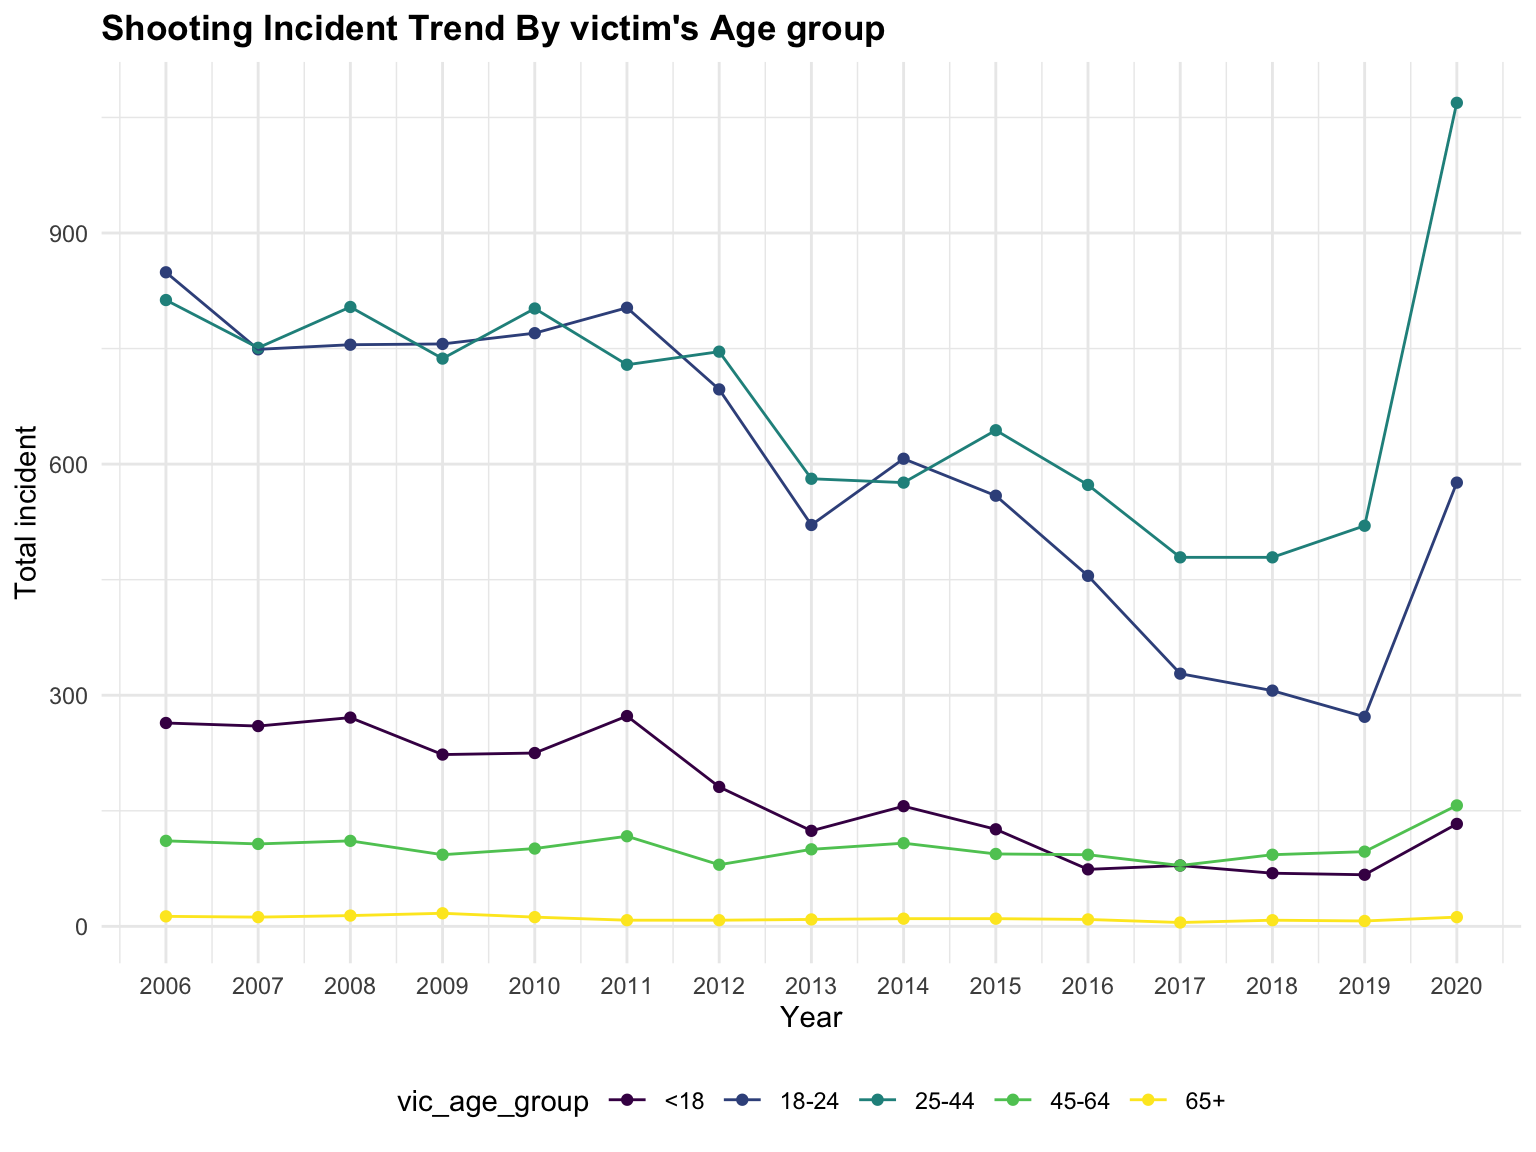 Shooting Incident Trend By victim's Age group
Total incident
900
600
300
0
2006 2007 2008 2009 2010 2011 2012 2013 2014 2015 2016 2017 2018 2019 2020
Year
vic_age_group <18 18-24 25-44 45-64 65+